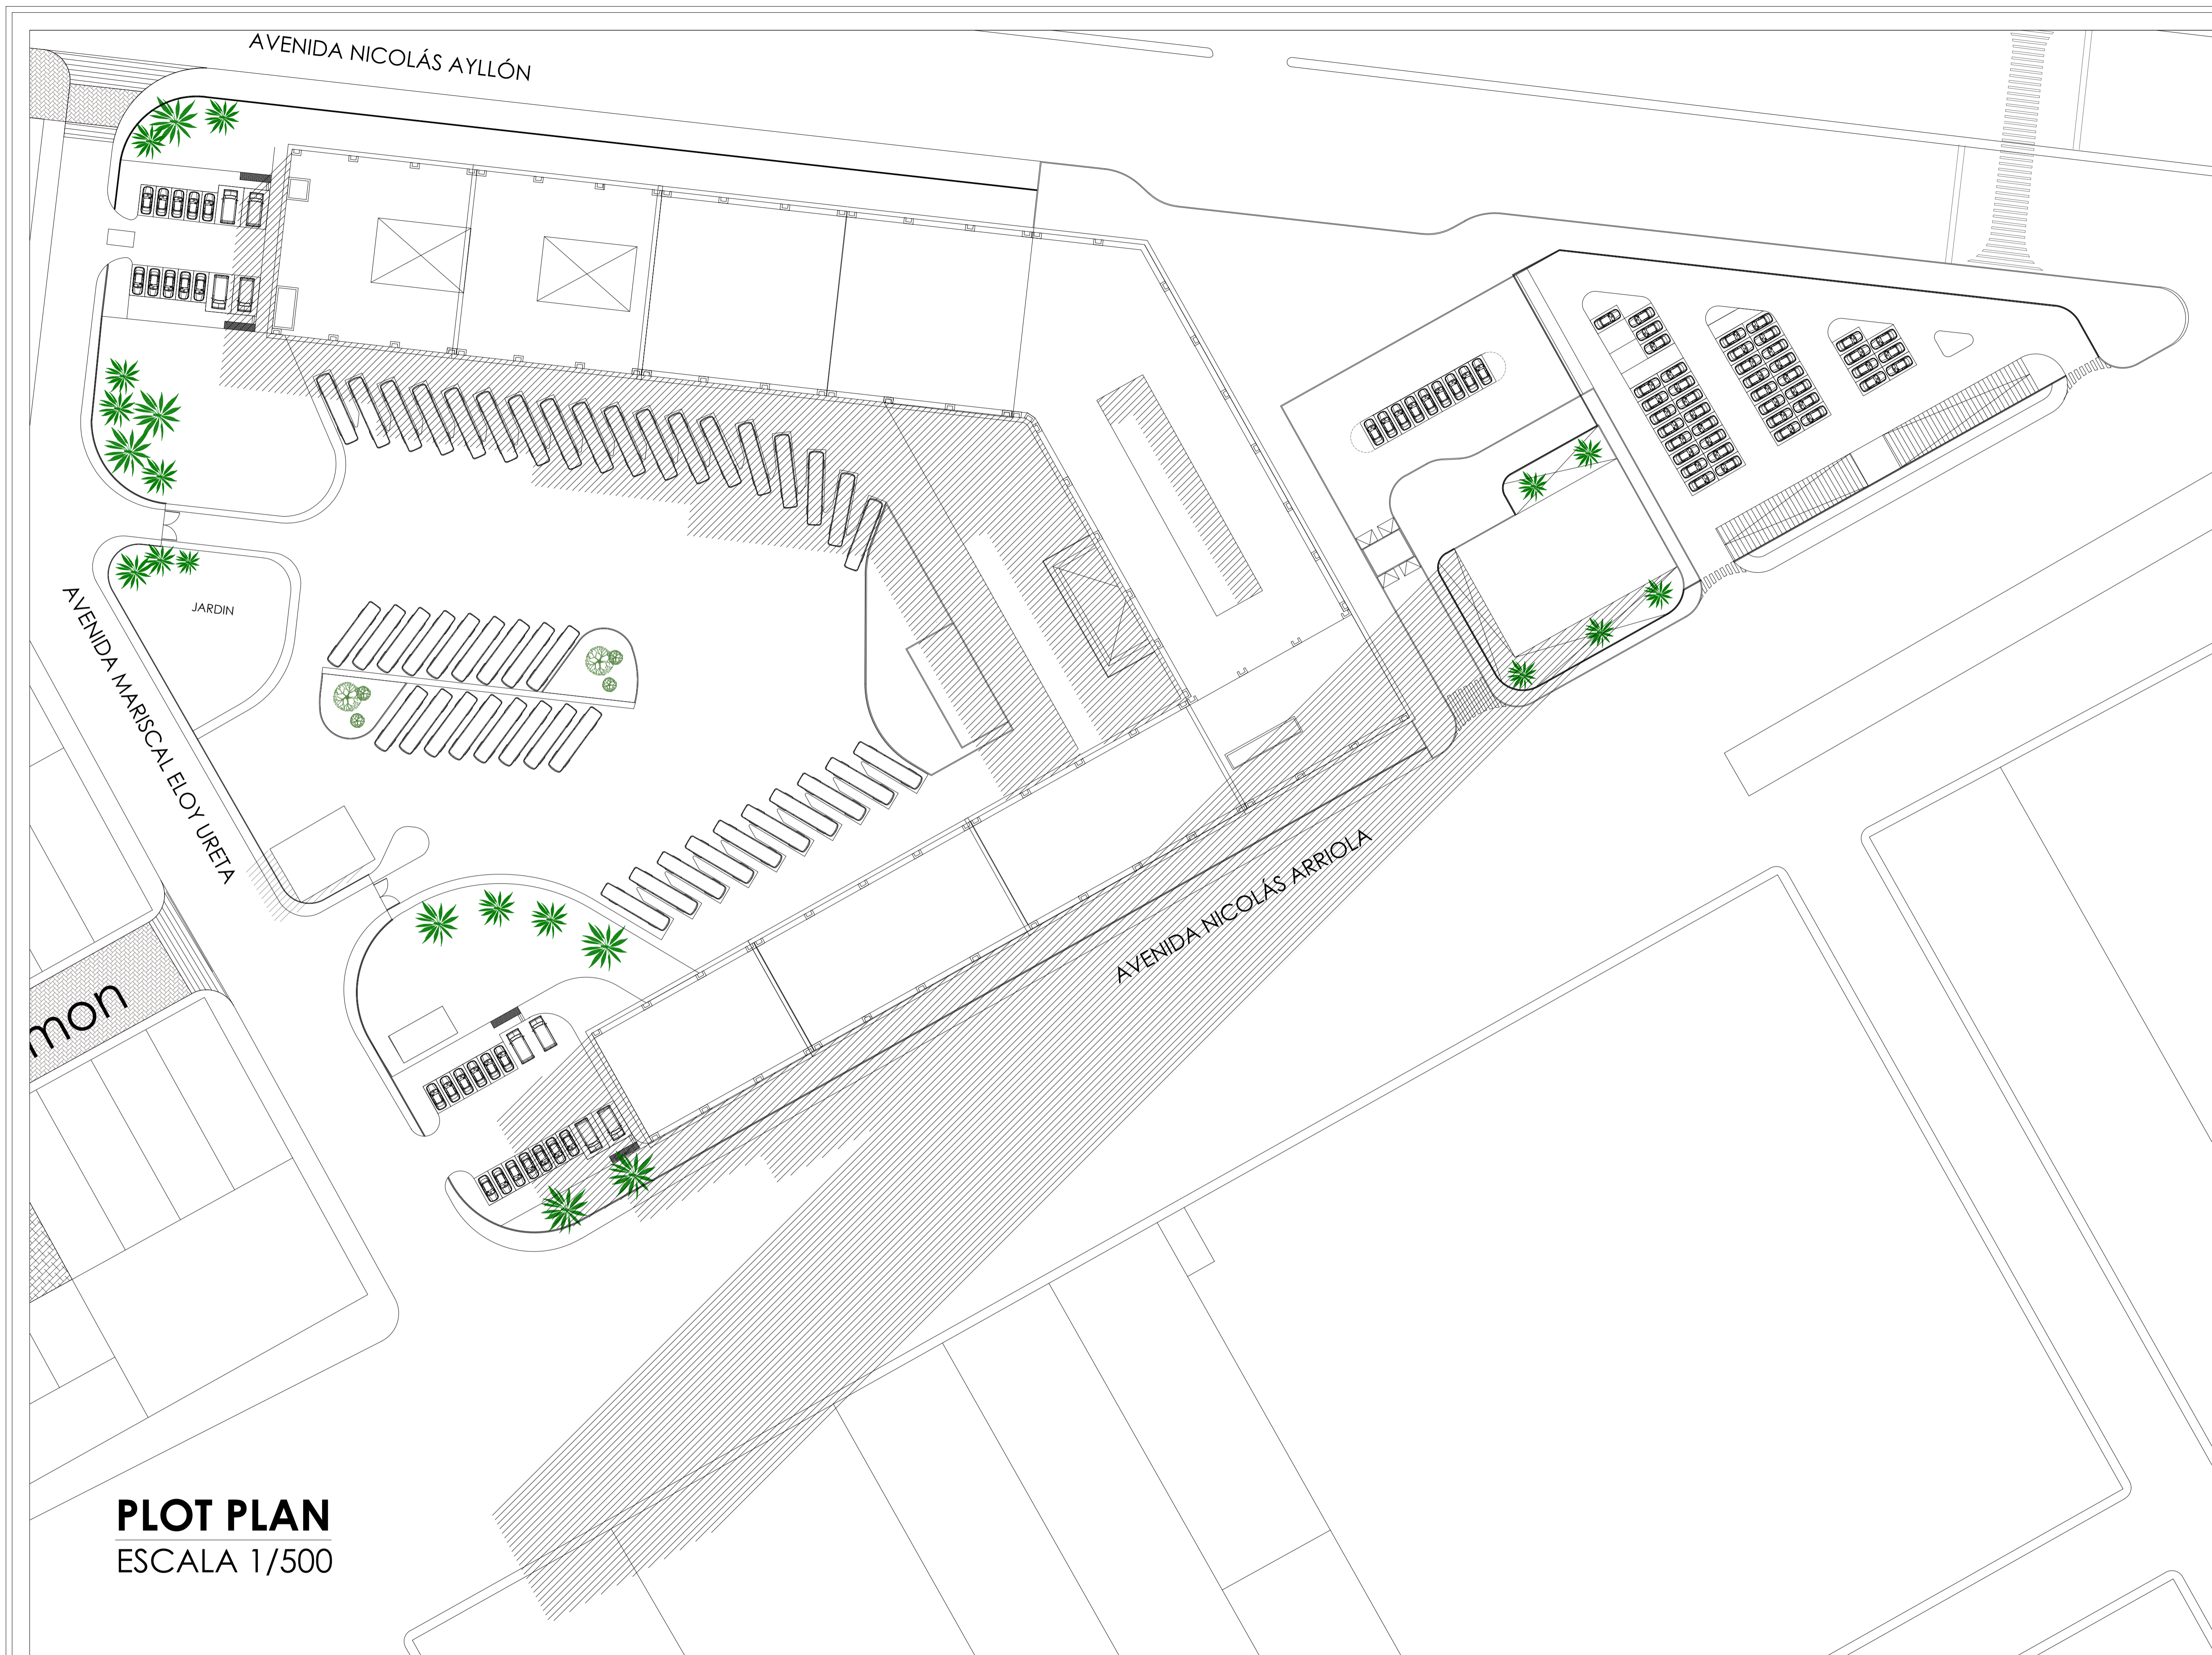 AVENIDA NICOLÁS AYLLÓN
JARDIN
AVENIDA MARISCAL ELOY URETA
AVENIDA NICOLÁS ARRIOLA
mon
PLOT PLAN
ESCALA 1/500